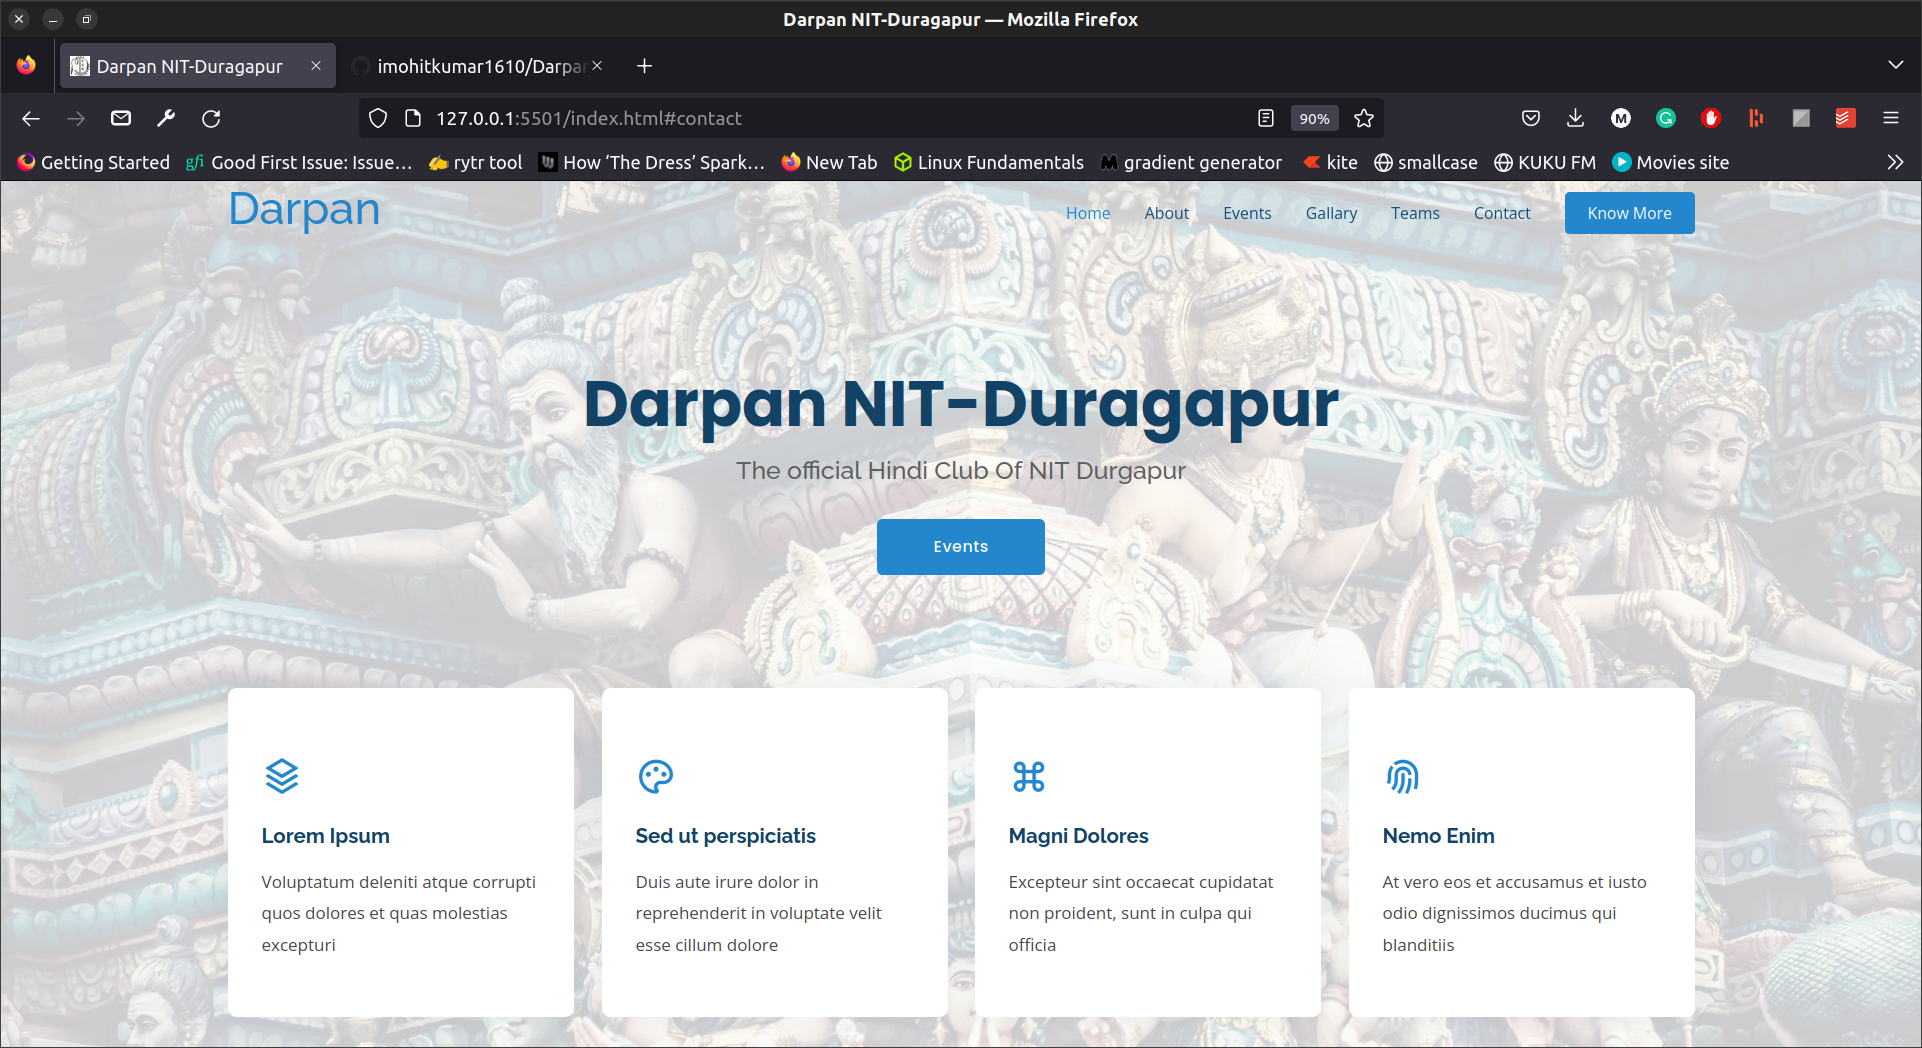 Darpan NIT-Duragapur — Mozilla Firefox
Darpan NIT-Duragapur
imohitkumar1610/Darpan
127.0.0.1:5501/index.html#contact
90%
Getting Started
gfi Good First Issue: Issue…
rytr tool
How ‘The Dress’ Spark…
New Tab
Linux Fundamentals
gradient generator
kite
smallcase
KUKU FM
Movies site
Darpan
Home
About
Events
Gallary
Teams
Contact
Know More
Darpan NIT-Duragapur
The official Hindi Club Of NIT Durgapur
Events
Lorem Ipsum
Voluptatum deleniti atque corrupti
quos dolores et quas molestias
excepturi
Sed ut perspiciatis
Duis aute irure dolor in
reprehenderit in voluptate velit
esse cillum dolore
Magni Dolores
Excepteur sint occaecat cupidatat
non proident, sunt in culpa qui
officia
Nemo Enim
At vero eos et accusamus et iusto
odio dignissimos ducimus qui
blanditiis